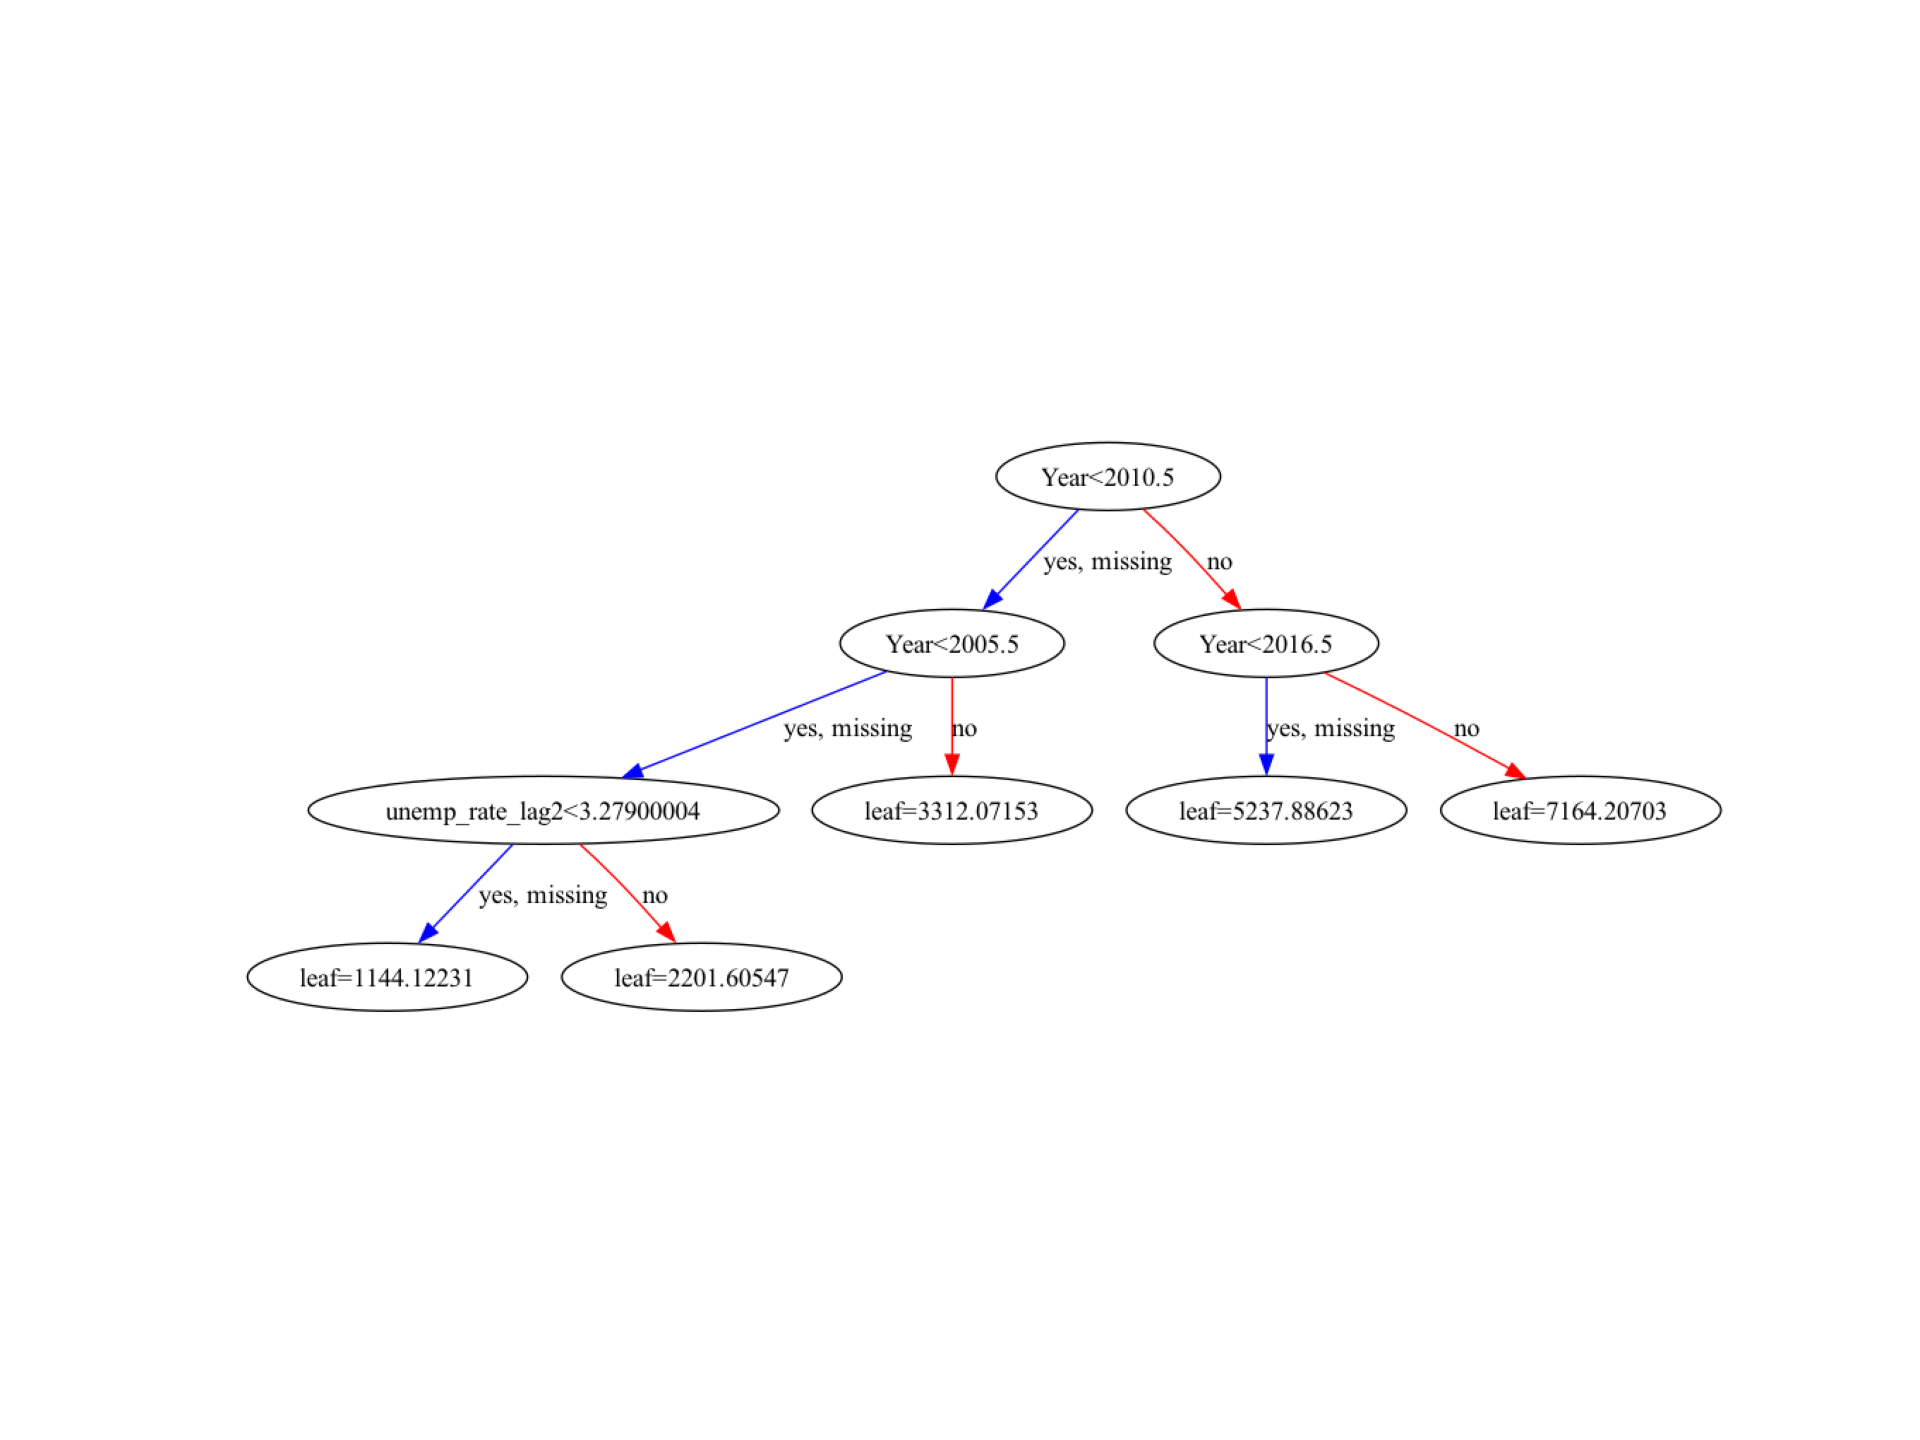 Year<2010.5
yes, missing
no
Year<2005.5
Year<2016.5
yes, missing
no
yes, missing
no
unemp_rate_lag2<3.27900004
leaf=3312.07153
leaf=5237.88623
leaf=7164.20703
yes, missing
no
leaf=1144.12231
leaf=2201.60547